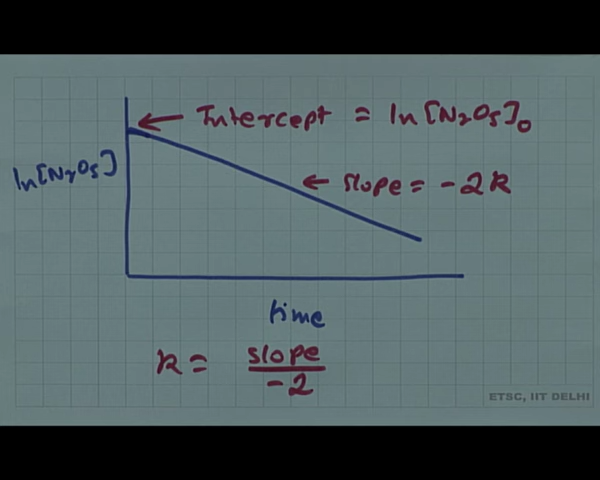 Intercept = ln[N₂O₅]₀
ln[N₂O₅]
slope = -2k
time
k = slope / -2
ETSC, IIT DELHI